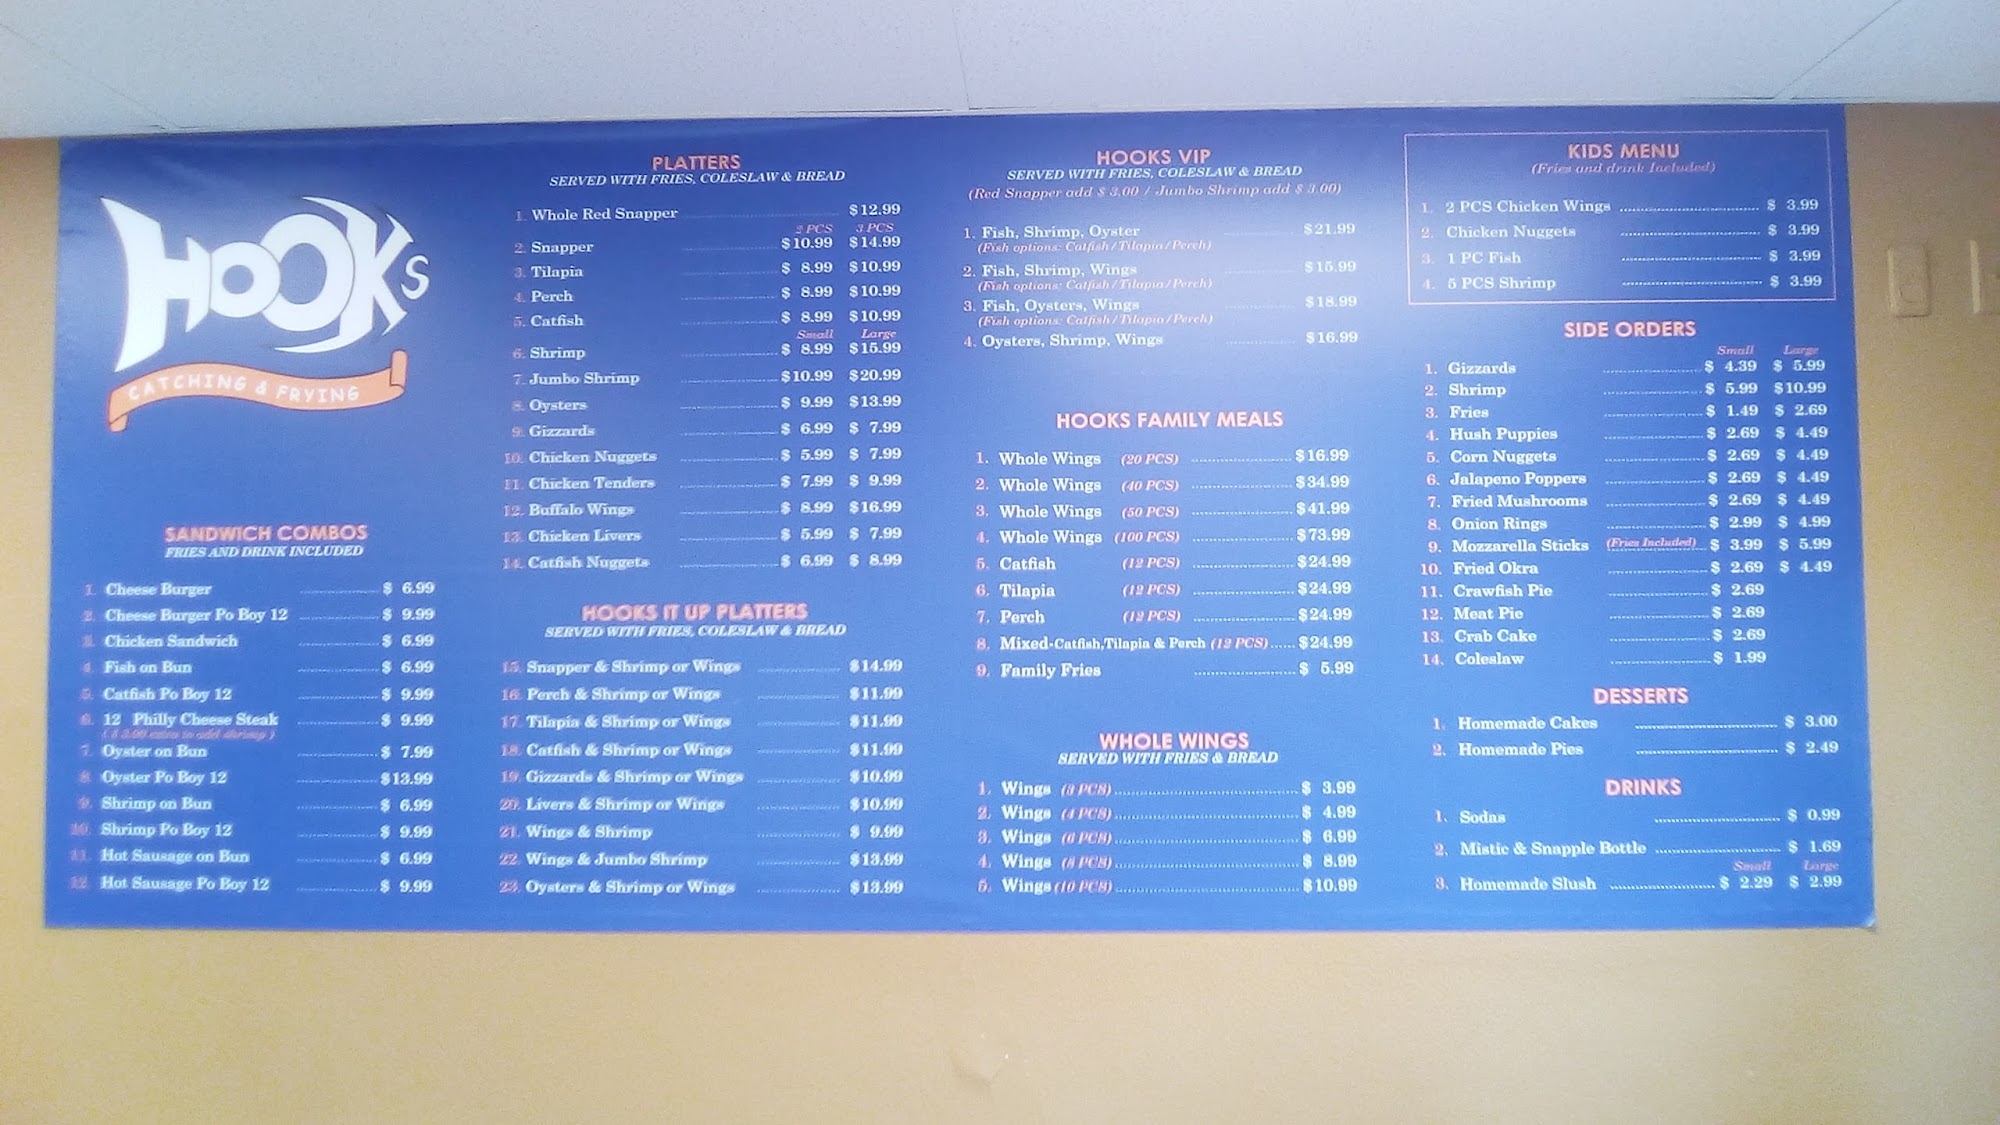 HOOKS
CATCHING & FRYING
SANDWICH COMBOS
FRIES AND DRINK INCLUDED
1. Cheese Burger $ 6.99
2. Cheese Burger Po Boy 12 $ 9.99
3. Chicken Sandwich $ 6.99
4. Fish on Bun $ 6.99
5. Catfish Po Boy 12 $ 9.99
6. 12 Philly Cheese Steak $ 9.99
( $ 3.00 extra to add shrimp )
7. Oyster on Bun $ 7.99
8. Oyster Po Boy 12 $13.99
9. Shrimp on Bun $ 6.99
10. Shrimp Po Boy 12 $ 9.99
11. Hot Sausage on Bun $ 6.99
12. Hot Sausage Po Boy 12 $ 9.99
PLATTERS
SERVED WITH FRIES, COLESLAW & BREAD
1. Whole Red Snapper $12.99
2 PCS 3 PCS
2. Snapper $10.99 $14.99
3. Tilapia $ 8.99 $10.99
4. Perch $ 8.99 $10.99
5. Catfish $ 8.99 $10.99
Small Large
6. Shrimp $ 8.99 $15.99
7. Jumbo Shrimp $10.99 $20.99
8. Oysters $ 9.99 $13.99
9. Gizzards $ 6.99 $ 7.99
10. Chicken Nuggets $ 5.99 $ 7.99
11. Chicken Tenders $ 7.99 $ 9.99
12. Buffalo Wings $ 8.99 $16.99
13. Chicken Livers $ 5.99 $ 7.99
14. Catfish Nuggets $ 6.99 $ 8.99
HOOKS IT UP PLATTERS
SERVED WITH FRIES, COLESLAW & BREAD
15. Snapper & Shrimp or Wings $14.99
16. Perch & Shrimp or Wings $11.99
17. Tilapia & Shrimp or Wings $11.99
18. Catfish & Shrimp or Wings $11.99
19. Gizzards & Shrimp or Wings $10.99
20. Livers & Shrimp or Wings $10.99
21. Wings & Shrimp $ 9.99
22. Wings & Jumbo Shrimp $13.99
23. Oysters & Shrimp or Wings $13.99
HOOKS VIP
SERVED WITH FRIES, COLESLAW & BREAD
(Red Snapper add $ 3.00 / Jumbo Shrimp add $ 3.00)
1. Fish, Shrimp, Oyster $21.99
(Fish options: Catfish / Tilapia / Perch)
2. Fish, Shrimp, Wings $15.99
(Fish options: Catfish / Tilapia / Perch)
3. Fish, Oysters, Wings $18.99
(Fish options: Catfish / Tilapia / Perch)
4. Oysters, Shrimp, Wings $16.99
HOOKS FAMILY MEALS
1. Whole Wings (20 PCS) $16.99
2. Whole Wings (40 PCS) $34.99
3. Whole Wings (50 PCS) $41.99
4. Whole Wings (100 PCS) $73.99
5. Catfish (12 PCS) $24.99
6. Tilapia (12 PCS) $24.99
7. Perch (12 PCS) $24.99
8. Mixed-Catfish,Tilapia & Perch (12 PCS) $24.99
9. Family Fries $ 5.99
WHOLE WINGS
SERVED WITH FRIES & BREAD
1. Wings (3 PCS) $ 3.99
2. Wings (4 PCS) $ 4.99
3. Wings (6 PCS) $ 6.99
4. Wings (8 PCS) $ 8.99
5. Wings (10 PCS) $10.99
KIDS MENU
(Fries and drink Included)
1. 2 PCS Chicken Wings $ 3.99
2. Chicken Nuggets $ 3.99
3. 1 PC Fish $ 3.99
4. 5 PCS Shrimp $ 3.99
SIDE ORDERS
Small Large
1. Gizzards $ 4.39 $ 5.99
2. Shrimp $ 5.99 $10.99
3. Fries $ 1.49 $ 2.69
4. Hush Puppies $ 2.69 $ 4.49
5. Corn Nuggets $ 2.69 $ 4.49
6. Jalapeno Poppers $ 2.69 $ 4.49
7. Fried Mushrooms $ 2.69 $ 4.49
8. Onion Rings $ 2.99 $ 4.99
9. Mozzarella Sticks (Fries Included) $ 3.99 $ 5.99
10. Fried Okra $ 2.69 $ 4.49
11. Crawfish Pie $ 2.69
12. Meat Pie $ 2.69
13. Crab Cake $ 2.69
14. Coleslaw $ 1.99
DESSERTS
1. Homemade Cakes $ 3.00
2. Homemade Pies $ 2.49
DRINKS
1. Sodas $ 0.99
2. Mistic & Snapple Bottle $ 1.69
Small Large
3. Homemade Slush $ 2.29 $ 2.99